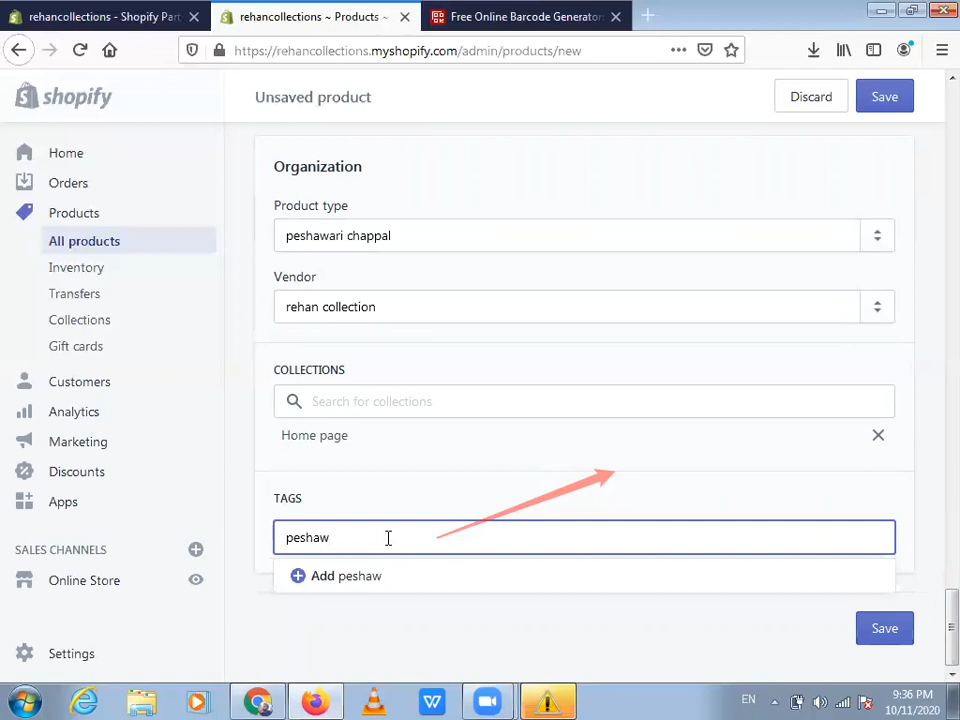 rehancollections - Shopify Part
rehancollections ~ Products ~
Free Online Barcode Generator:
https://rehancollections.myshopify.com/admin/products/new
shopify
Unsaved product
Discard
Save
Home
Orders
Products
All products
Inventory
Transfers
Collections
Gift cards
Customers
Analytics
Marketing
Discounts
Apps
SALES CHANNELS
Online Store
Settings
Organization
Product type
peshawari chappal
Vendor
rehan collection
COLLECTIONS
Search for collections
Home page
TAGS
peshaw
Add peshaw
Save
EN
9:36 PM
10/11/2020